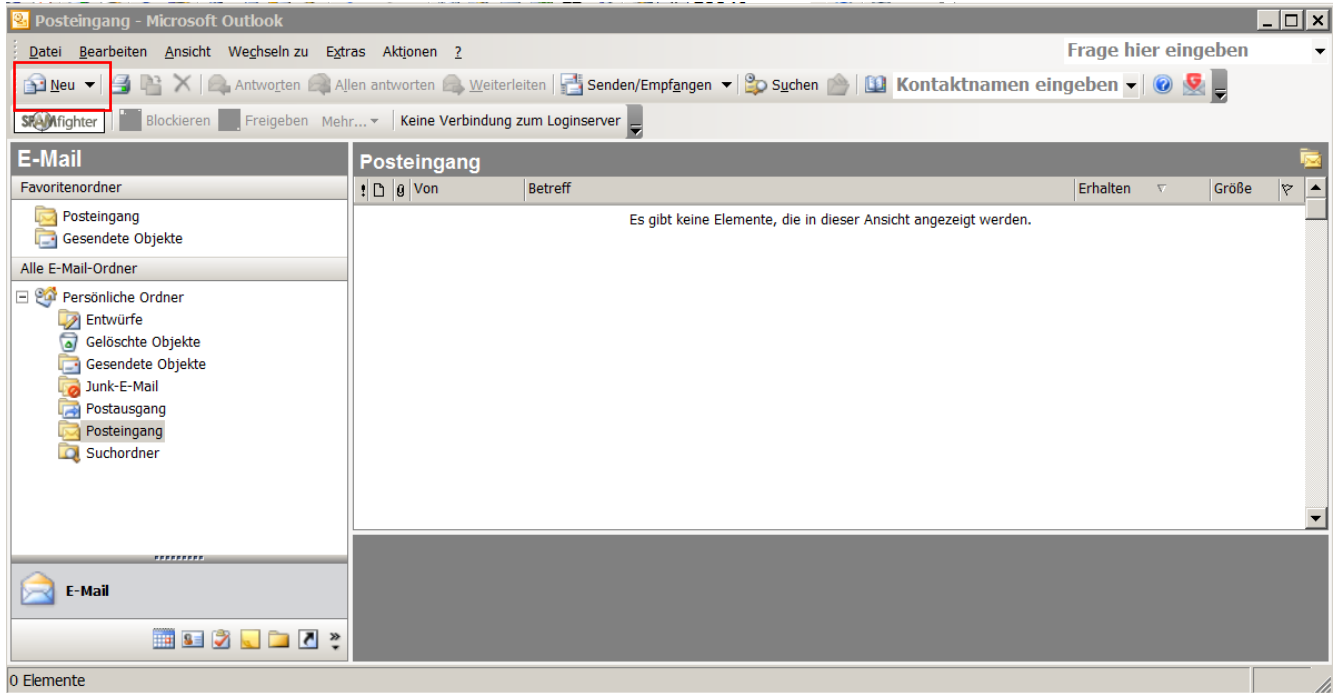 Posteingang - Microsoft Outlook
Datei Bearbeiten Ansicht Wechseln zu Extras Aktionen ? Frage hier eingeben
Neu Antworten Allen antworten Weiterleiten Senden/Empfangen Suchen Kontaktnamen eingeben
SPAMfighter Blockieren Freigeben Mehr... Keine Verbindung zum Loginserver
E-Mail
Favoritenordner
Posteingang
Gesendete Objekte
Alle E-Mail-Ordner
Persönliche Ordner
Entwürfe
Gelöschte Objekte
Gesendete Objekte
Junk-E-Mail
Postausgang
Posteingang
Suchordner
E-Mail
Posteingang
Von Betreff Erhalten Größe
Es gibt keine Elemente, die in dieser Ansicht angezeigt werden.
0 Elemente